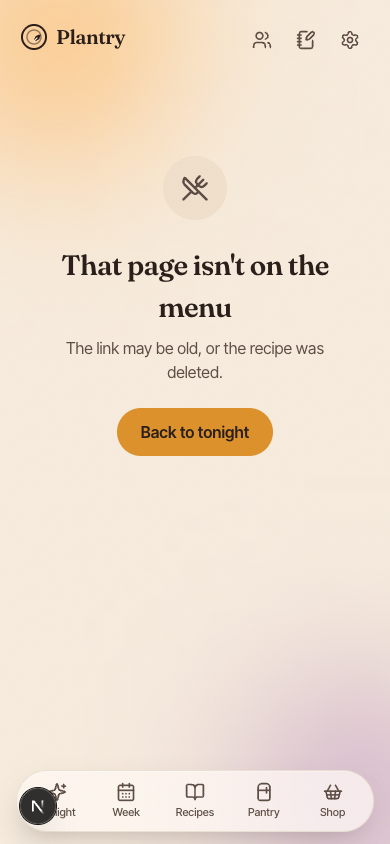 Plantry
That page isn't on the
menu
The link may be old, or the recipe was
deleted.
Back to tonight
N
Week
Recipes
Pantry
Shop